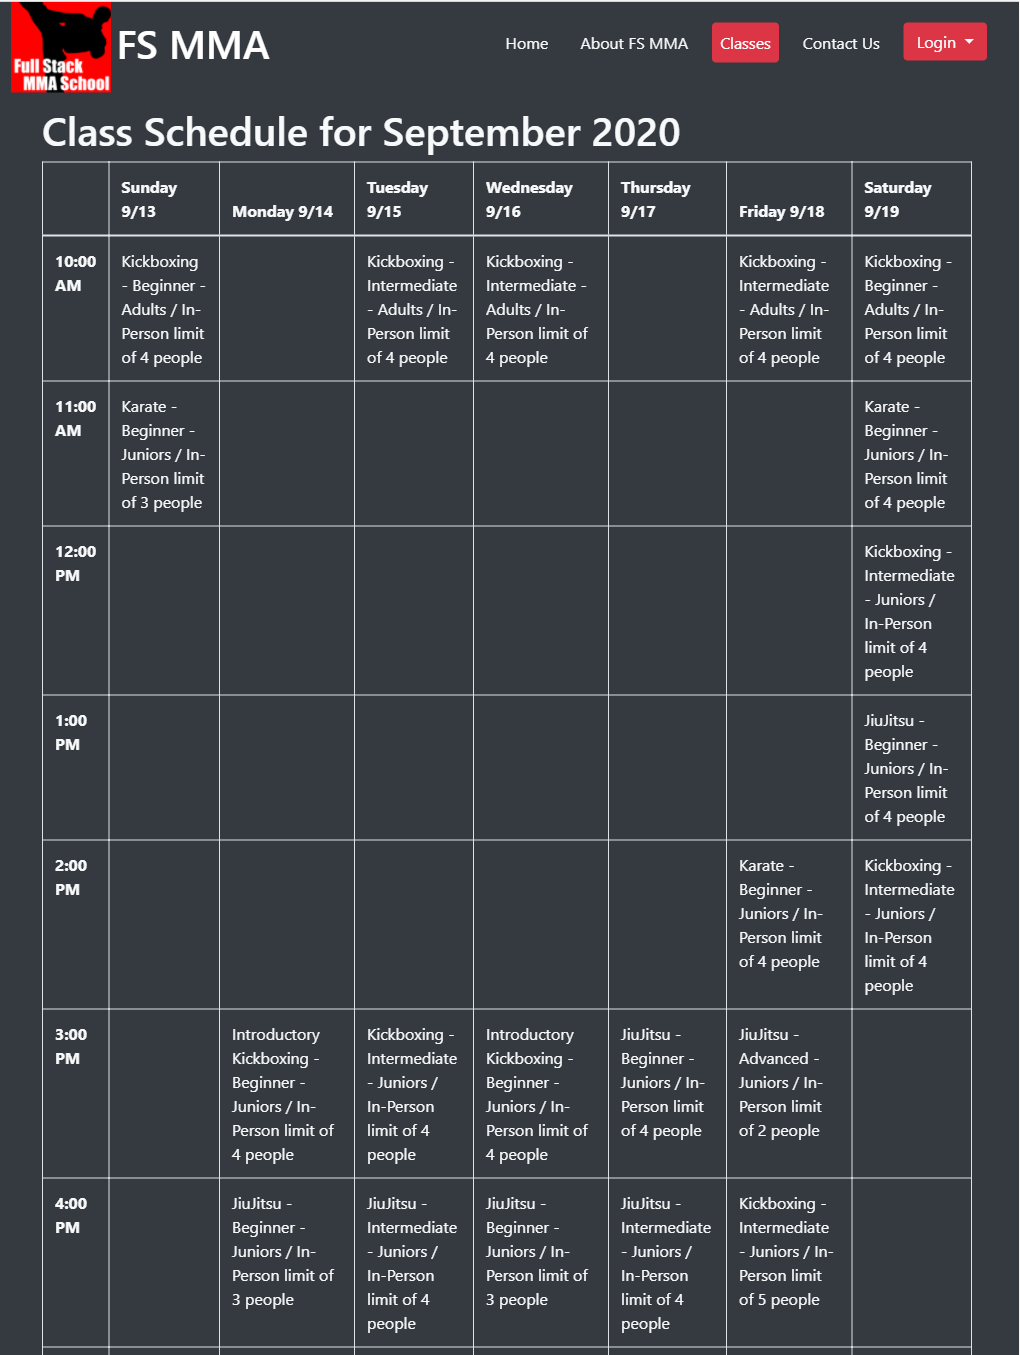 Full Stack
MMA School
FS MMA
Home
About FS MMA
Classes
Contact Us
Login
Class Schedule for September 2020
Sunday
9/13
Monday 9/14
Tuesday
9/15
Wednesday
9/16
Thursday
9/17
Friday 9/18
Saturday
9/19
10:00
AM
Kickboxing
- Beginner -
Adults / In-
Person limit
of 4 people
Kickboxing -
Intermediate
- Adults / In-
Person limit
of 4 people
Kickboxing -
Intermediate -
Adults / In-
Person limit of
4 people
Kickboxing -
Intermediate
- Adults / In-
Person limit
of 4 people
Kickboxing -
Beginner -
Adults / In-
Person limit
of 4 people
11:00
AM
Karate -
Beginner -
Juniors / In-
Person limit
of 3 people
Karate -
Beginner -
Juniors / In-
Person limit
of 4 people
12:00
PM
Kickboxing -
Intermediate
- Juniors /
In-Person
limit of 4
people
1:00
PM
JiuJitsu -
Beginner -
Juniors / In-
Person limit
of 4 people
2:00
PM
Karate -
Beginner -
Juniors / In-
Person limit
of 4 people
Kickboxing -
Intermediate
- Juniors /
In-Person
limit of 4
people
3:00
PM
Introductory
Kickboxing -
Beginner -
Juniors / In-
Person limit of
4 people
Kickboxing -
Intermediate
- Juniors /
In-Person
limit of 4
people
Introductory
Kickboxing -
Beginner -
Juniors / In-
Person limit of
4 people
JiuJitsu -
Beginner -
Juniors / In-
Person limit
of 4 people
JiuJitsu -
Advanced -
Juniors / In-
Person limit
of 2 people
4:00
PM
JiuJitsu -
Beginner -
Juniors / In-
Person limit of
3 people
JiuJitsu -
Intermediate
- Juniors /
In-Person
limit of 4
people
JiuJitsu -
Beginner -
Juniors / In-
Person limit of
3 people
JiuJitsu -
Intermediate
- Juniors /
In-Person
limit of 4
people
Kickboxing -
Intermediate
- Juniors / In-
Person limit
of 5 people